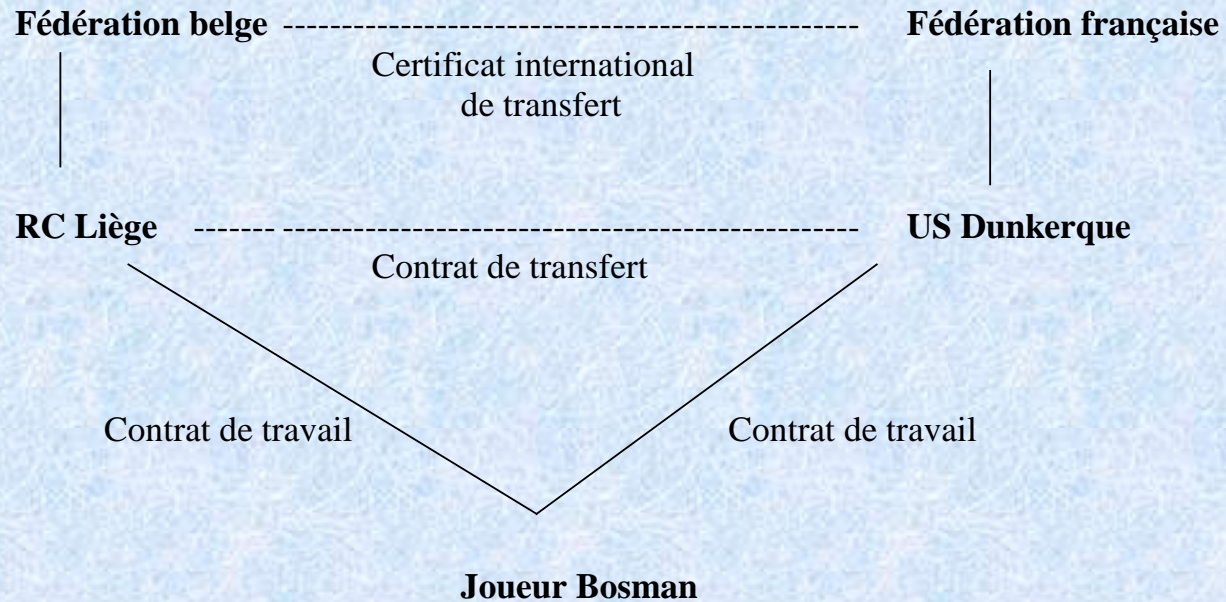 Fédération belge Fédération française
Certificat international
de transfert
RC Liège US Dunkerque
Contrat de transfert
Contrat de travail Contrat de travail
Joueur Bosman